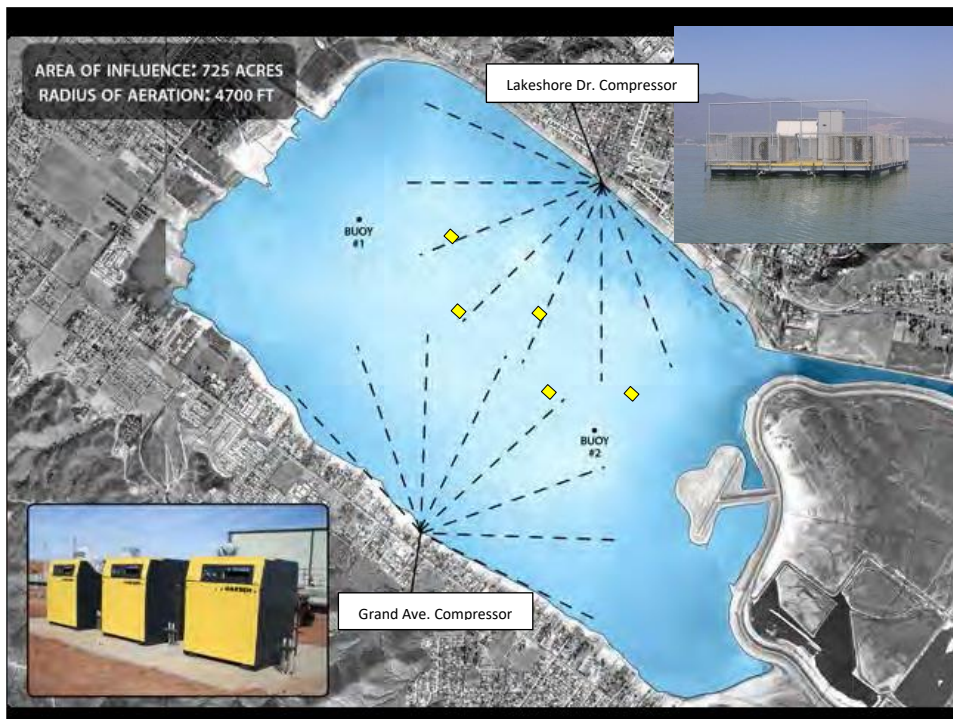 AREA OF INFLUENCE: 725 ACRES
RADIUS OF AERATION: 4700 FT
Lakeshore Dr. Compressor
BUOY
#1
BUOY
#2
Grand Ave. Compressor
KAESER